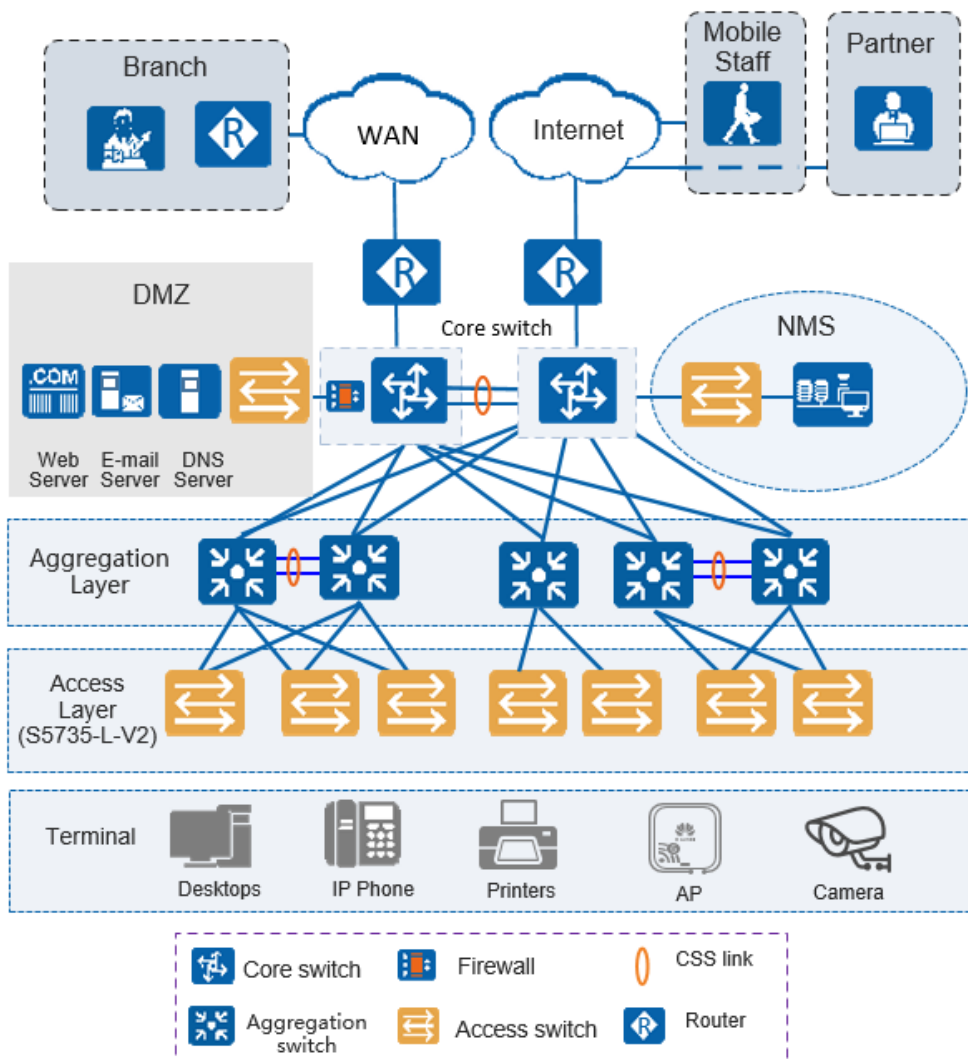 Branch
WAN
Internet
Mobile
Staff
Partner
R
R
R
DMZ
Core switch
NMS
.COM
Web
Server
E-mail
Server
DNS
Server
Aggregation
Layer
Access
Layer
(S5735-L-V2)
Terminal
Desktops
IP Phone
Printers
AP
Camera
Core switch
Firewall
CSS link
Aggregation
switch
Access switch
R
Router